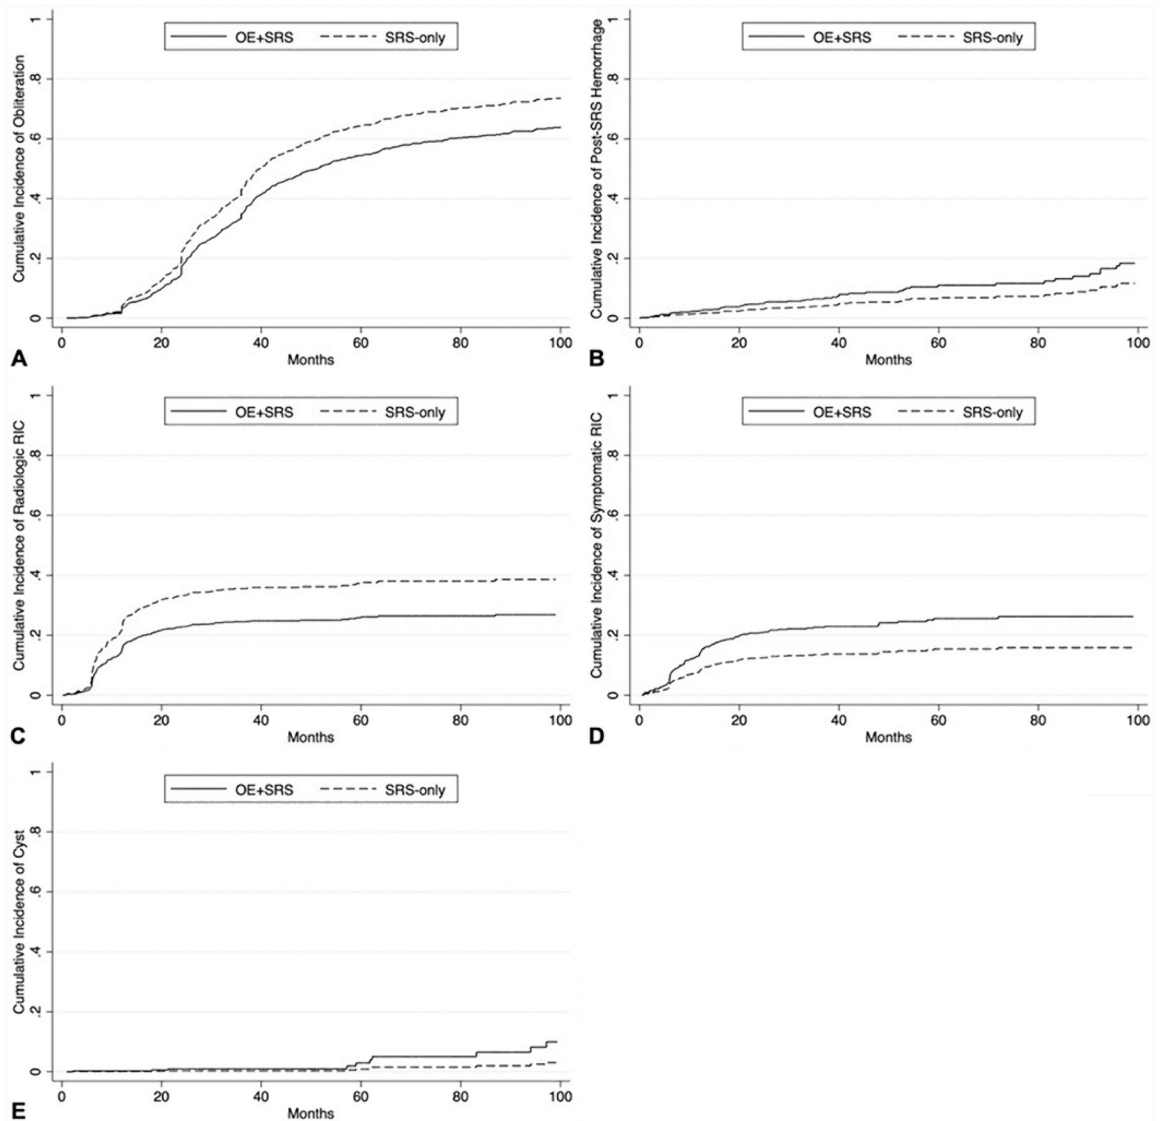 OE+SRS SRS-only
Cumulative Incidence of Obliteration
1
.8
.6
.4
.2
0
0 20 40 60 80 100
Months
A
OE+SRS SRS-only
Cumulative Incidence of Post-SRS Hemorrhage
1
.8
.6
.4
.2
0
0 20 40 60 80 100
Months
B
OE+SRS SRS-only
Cumulative Incidence of Radiologic RIC
1
.8
.6
.4
.2
0
0 20 40 60 80 100
Months
C
OE+SRS SRS-only
Cumulative Incidence of Symptomatic RIC
1
.8
.6
.4
.2
0
0 20 40 60 80 100
Months
D
OE+SRS SRS-only
Cumulative Incidence of Cyst
1
.8
.6
.4
.2
0
0 20 40 60 80 100
Months
E